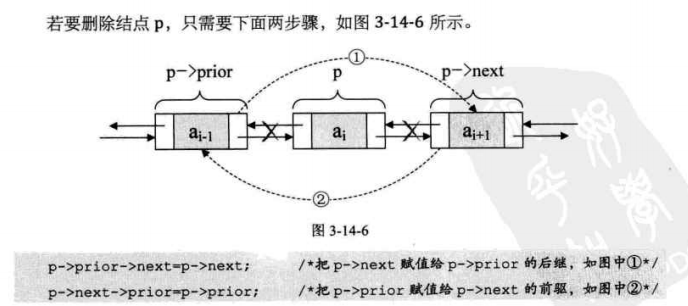 若要删除结点 p，只需要下面两步骤，如图 3-14-6 所示。
p->prior p p->next
①
aᵢ₋₁ aᵢ aᵢ₊₁
②
图 3-14-6
p->prior->next=p->next; /*把 p->next 赋值给 p->prior 的后继，如图中①*/
p->next->prior=p->prior; /*把 p->prior 赋值给 p->next 的前驱，如图中②*/